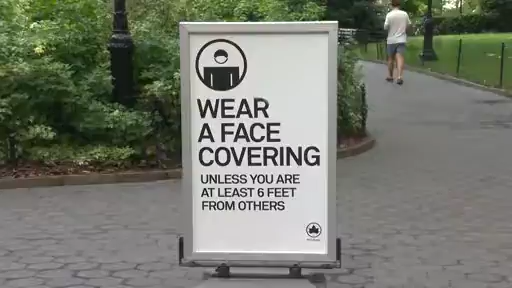 WEAR
A FACE
COVERING
UNLESS YOU ARE
AT LEAST 6 FEET
FROM OTHERS